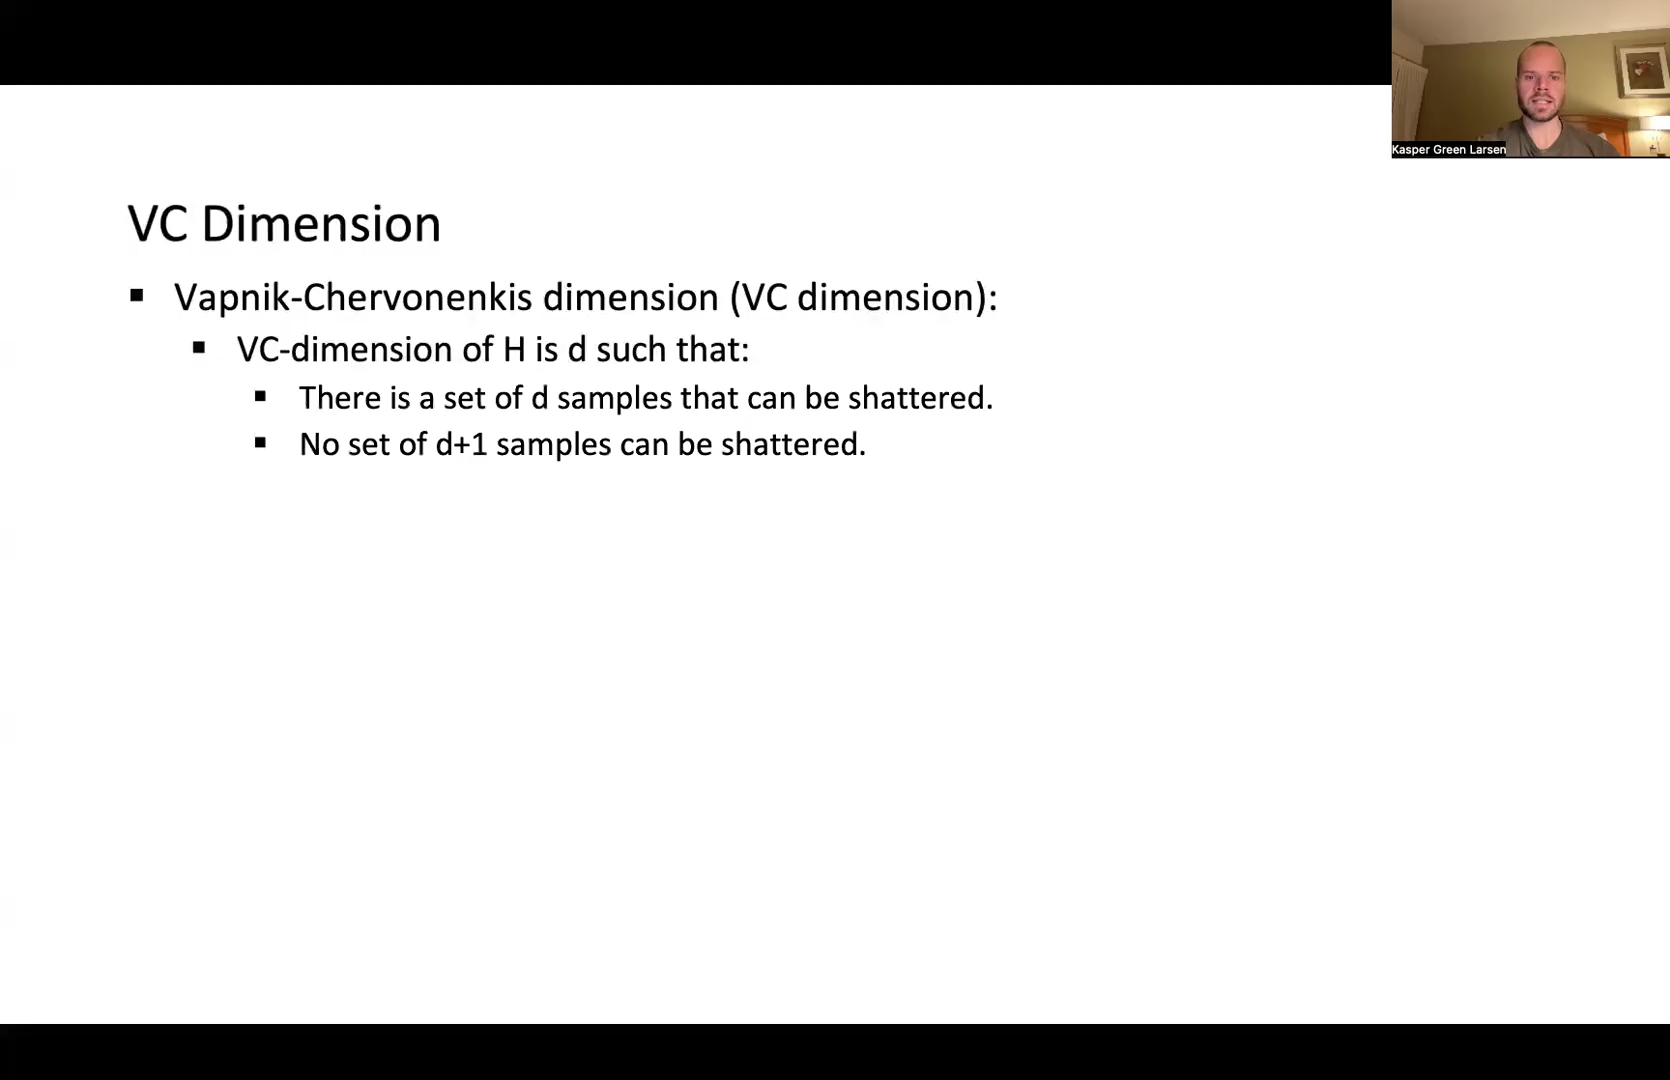 Kasper Green Larsen
VC Dimension
Vapnik-Chervonenkis dimension (VC dimension):
VC-dimension of H is d such that:
There is a set of d samples that can be shattered.
No set of d+1 samples can be shattered.